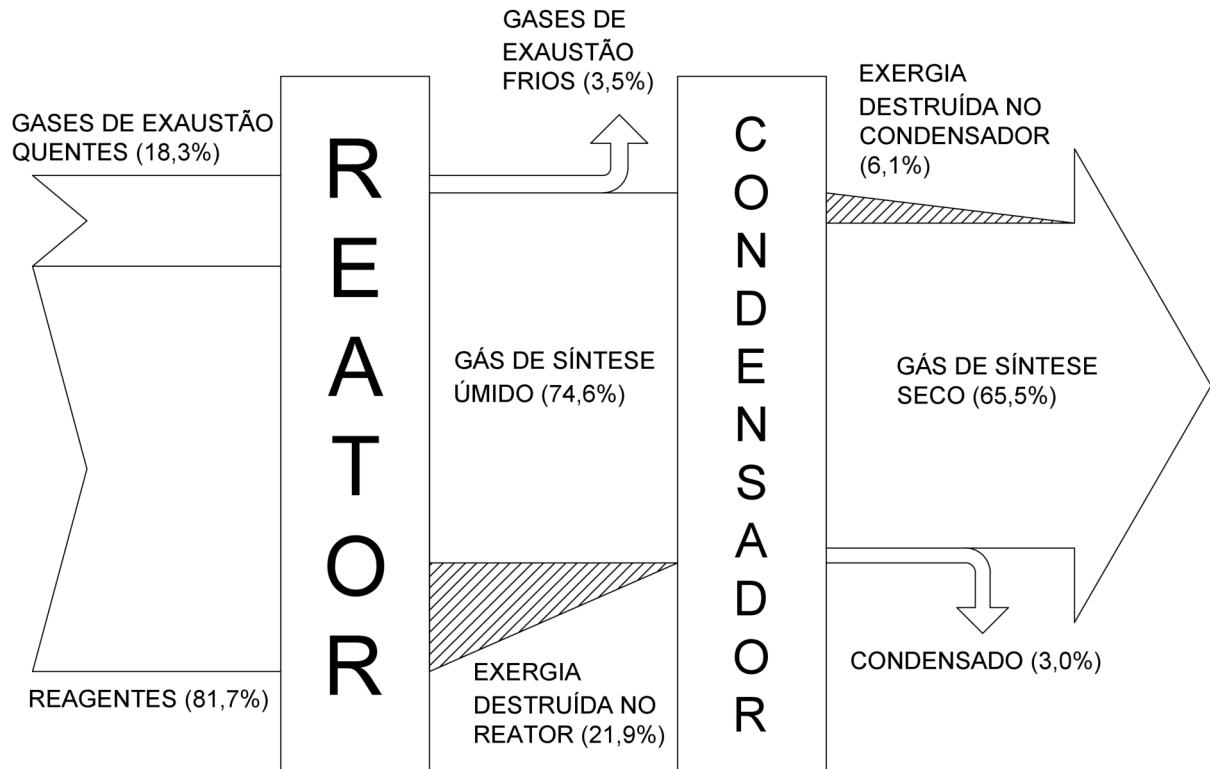 GASES DE EXAUSTÃO
QUENTES (18,3%)
REAGENTES (81,7%)
REATOR
GASES DE
EXAUSTÃO
FRIOS (3,5%)
GÁS DE SÍNTESE
ÚMIDO (74,6%)
EXERGIA
DESTRUÍDA NO
REATOR (21,9%)
CONDENSADOR
EXERGIA
DESTRUÍDA NO
CONDENSADOR
(6,1%)
GÁS DE SÍNTESE
SECO (65,5%)
CONDENSADO (3,0%)